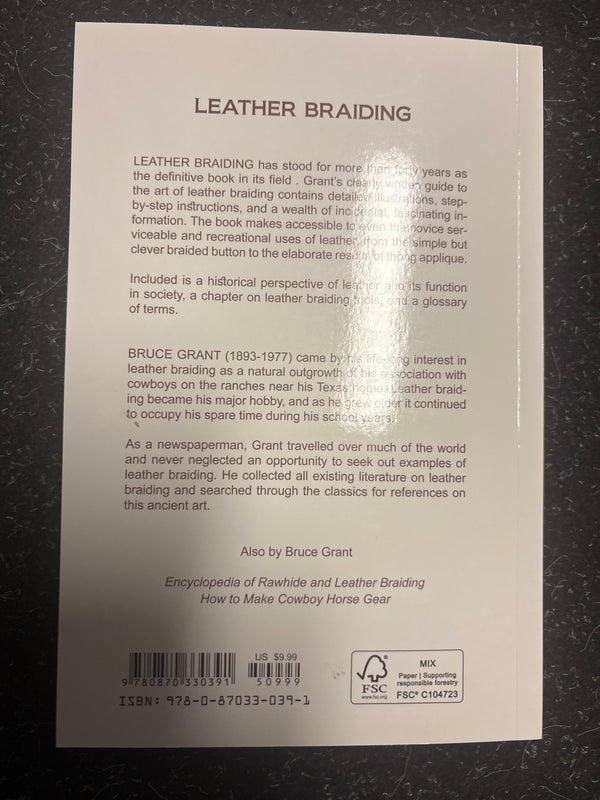 LEATHER BRAIDING
LEATHER BRAIDING has stood for more than forty years as
the definitive book in its field . Grant's clearly written guide to
the art of leather braiding contains detailed illustrations, step-
by-step instructions, and a wealth of incidental, fascinating in-
formation. The book makes accessible to even the novice ser-
viceable and recreational uses of leather, from the simple but
clever braided button to the elaborate results of thong applique.
Included is a historical perspective of leather and its function
in society, a chapter on leather braiding tools, and a glossary
of terms.
BRUCE GRANT (1893-1977) came by his life-long interest in
leather braiding as a natural outgrowth of his association with
cowboys on the ranches near his Texas home. Leather braid-
ing became his major hobby, and as he grew older it continued
to occupy his spare time during his school years.
As a newspaperman, Grant travelled over much of the world
and never neglected an opportunity to seek out examples of
leather braiding. He collected all existing literature on leather
braiding and searched through the classics for references on
this ancient art.
Also by Bruce Grant
Encyclopedia of Rawhide and Leather Braiding
How to Make Cowboy Horse Gear
US $9.99
9 780870 330391
50999
ISBN: 978-0-87033-039-1
FSC
www.fsc.org
MIX
Paper | Supporting
responsible forestry
FSC® C104723